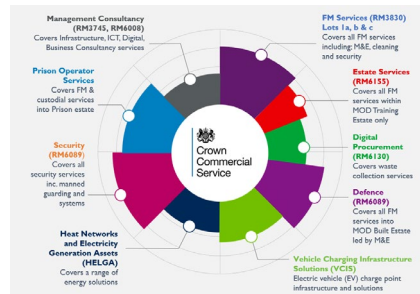 Management Consultancy
(RM3745, RM6008)
Covers Infrastructure, ICT, Digital,
Business Consultancy services
FM Services (RM3830)
Lots 1a, b & c
Covers all FM services
including; M&E, cleaning
and security
Prison Operator
Services
Covers FM &
custodial services
into Prison estate
Estate Services
(RM6155)
Covers all FM
services within
MOD Training
Estate only
Security
(RM6089)
Covers all
security services
inc. manned
guarding and
systems
Crown
Commercial
Service
Digital
Procurement
(RM6130)
Covers waste
collection services
Defence
(RM6089)
Covers all FM
services into
MOD Built Estate
led by M&E
Heat Networks
and Electricity
Generation Assets
(HELGA)
Covers a range of
energy solutions
Vehicle Charging Infrastructure
Solutions (VCIS)
Electric vehicle (EV) charge point
infrastructure and solutions